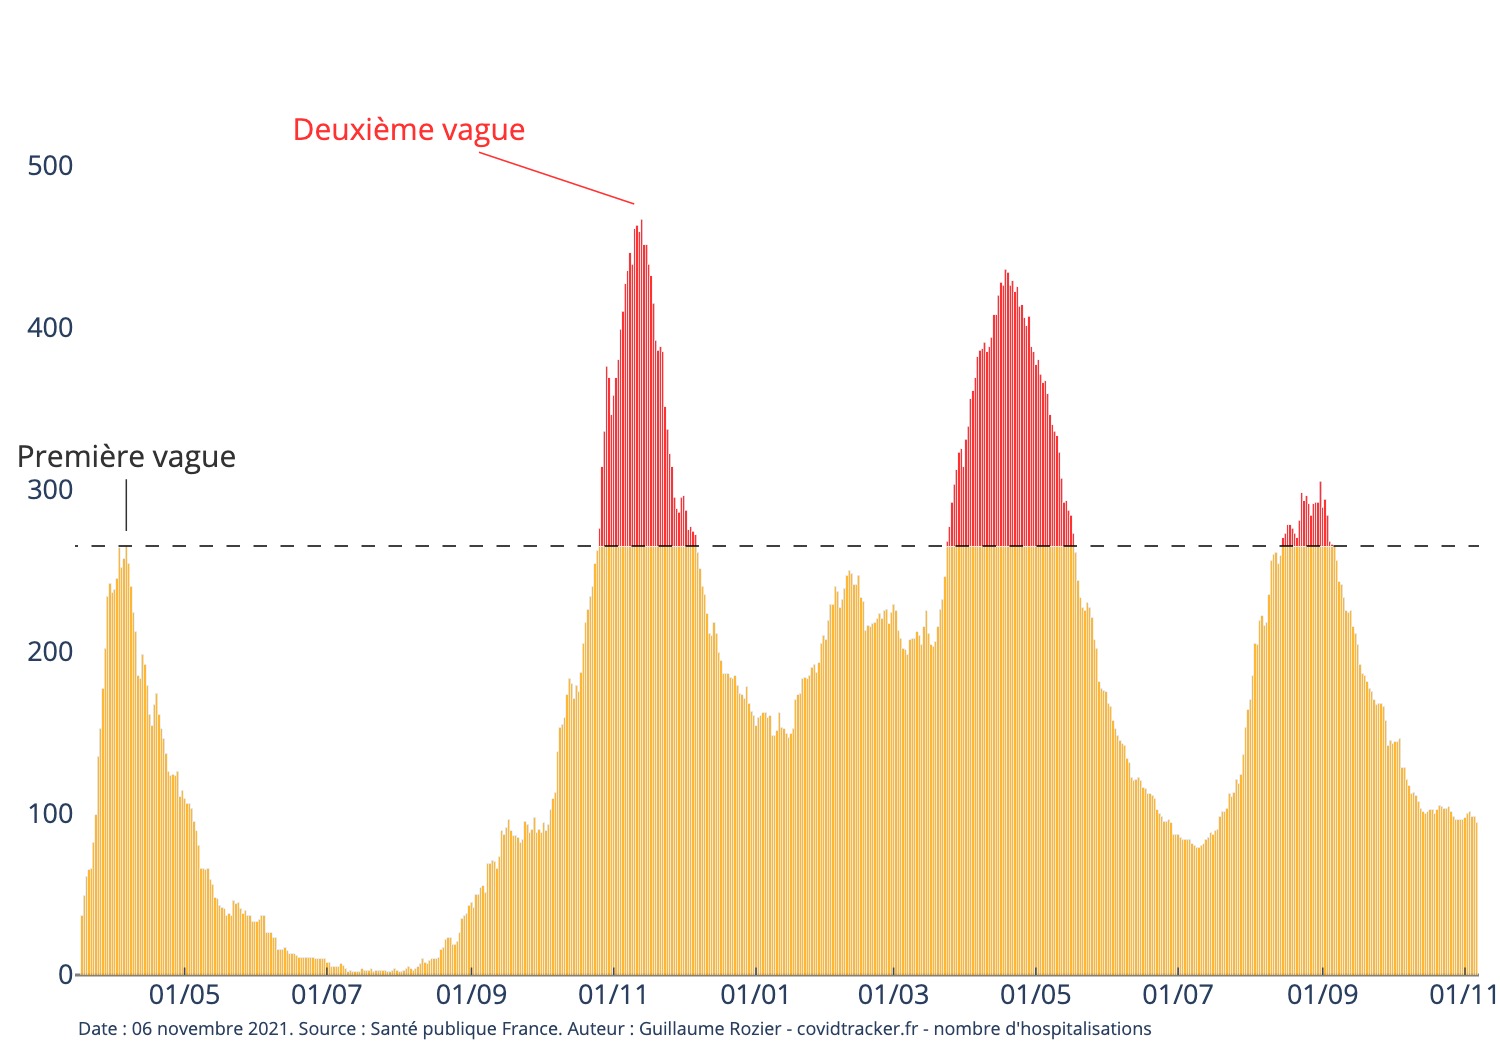 Deuxième vague
500
400
Première vague
300
200
100
0
01/05 01/07 01/09 01/11 01/01 01/03 01/05 01/07 01/09 01/11
Date : 06 novembre 2021. Source : Santé publique France. Auteur : Guillaume Rozier - covidtracker.fr - nombre d'hospitalisations